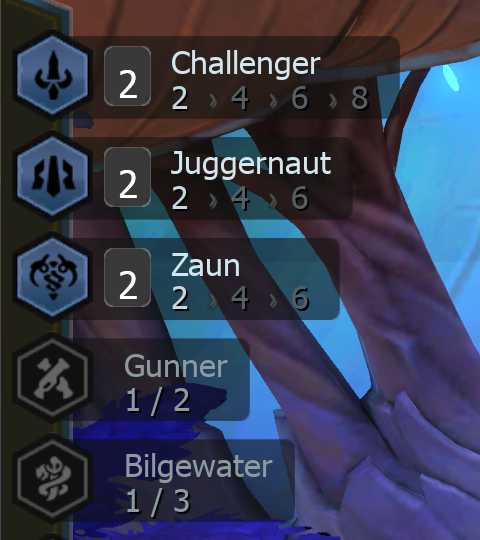 2 Challenger
2 › 4 › 6 › 8
2 Juggernaut
2 › 4 › 6
2 Zaun
2 › 4 › 6
Gunner
1 / 2
Bilgewater
1 / 3